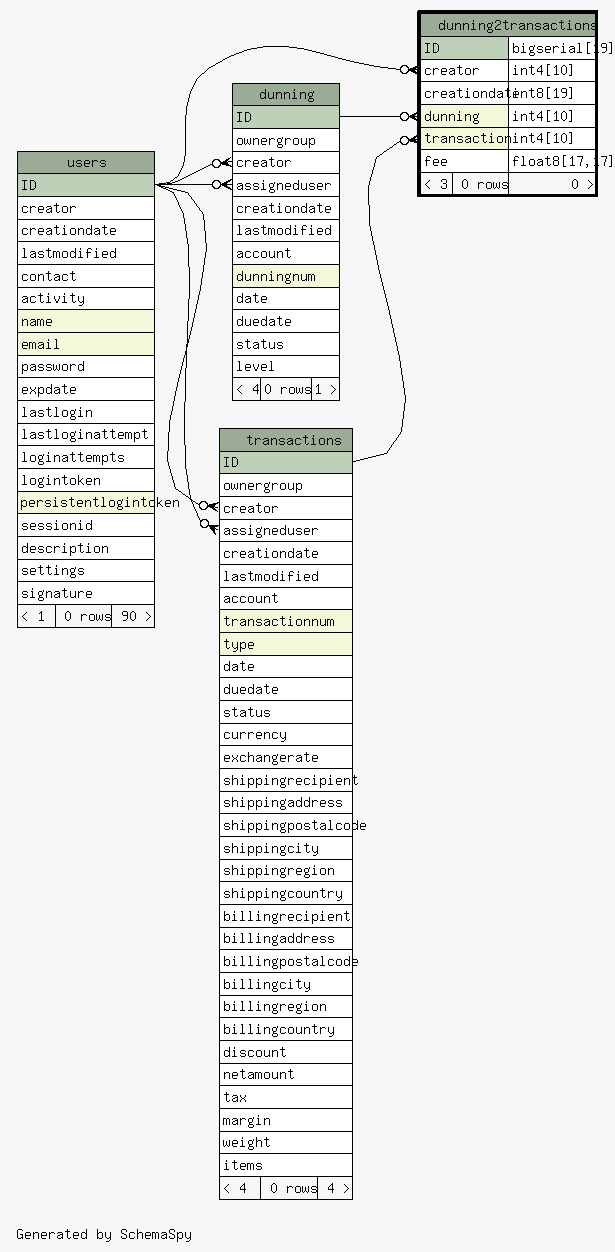 users
ID
creator
creationdate
lastmodified
contact
activity
name
email
password
expdate
lastlogin
lastloginattempt
loginattempts
logintoken
persistentlogintoken
sessionid
description
settings
signature
< 1 0 rows 90 >
dunning
ID
ownergroup
creator
assigneduser
creationdate
lastmodified
account
dunningnum
date
duedate
status
level
< 4 0 rows 1 >
transactions
ID
ownergroup
creator
assigneduser
creationdate
lastmodified
account
transactionnum
type
date
duedate
status
currency
exchangerate
shippingrecipient
shippingaddress
shippingpostalcode
shippingcity
shippingregion
shippingcountry
billingrecipient
billingaddress
billingpostalcode
billingcity
billingregion
billingcountry
discount
netamount
tax
margin
weight
items
< 4 0 rows 4 >
dunning2transactions
ID bigserial[19]
creator int4[10]
creationdate int8[19]
dunning int4[10]
transaction int4[10]
fee float8[17,17]
< 3 0 rows 0 >
Generated by SchemaSpy